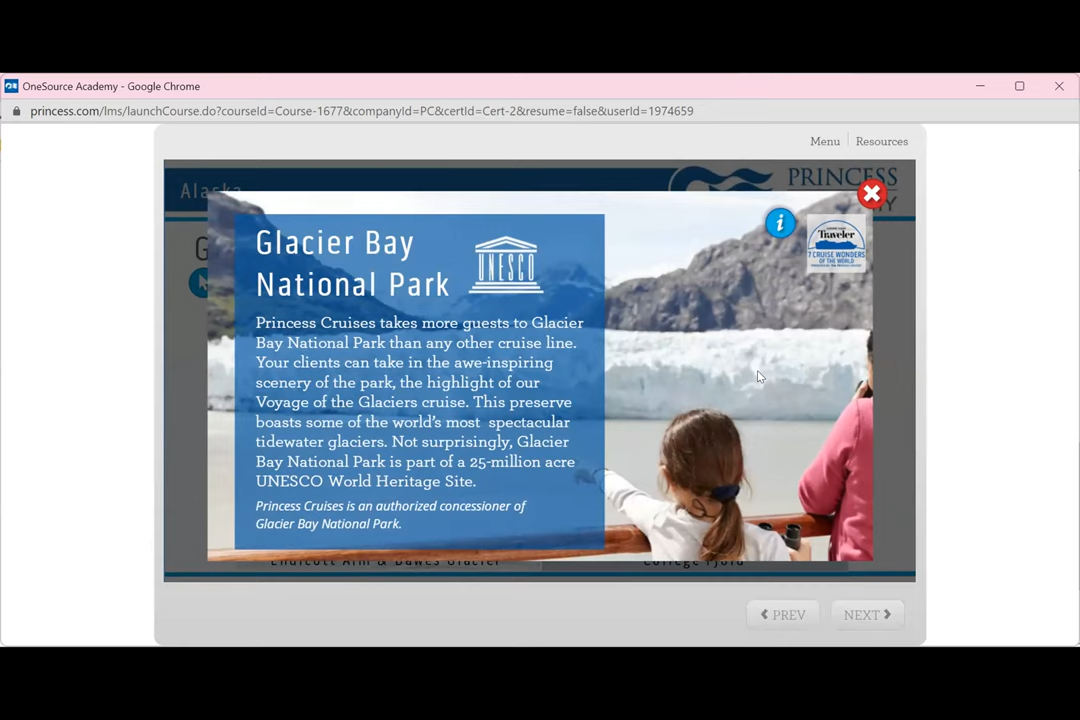 OneSource Academy - Google Chrome
princess.com/lms/launchCourse.do?courseId=Course-1677&companyId=PC&certId=Cert-2&resume=false&userId=1974659
Menu Resources
Alaska
PRINCESS
Glacier Bay
National Park
UNESCO
i
Traveler
7 CRUISE WONDERS
OF THE WORLD
Princess Cruises takes more guests to Glacier
Bay National Park than any other cruise line.
Your clients can take in the awe-inspiring
scenery of the park, the highlight of our
Voyage of the Glaciers cruise. This preserve
boasts some of the world's most spectacular
tidewater glaciers. Not surprisingly, Glacier
Bay National Park is part of a 25-million acre
UNESCO World Heritage Site.
Princess Cruises is an authorized concessioner of
Glacier Bay National Park.
Endicott Arm & Dawes Glacier
College Fjord
PREV
NEXT